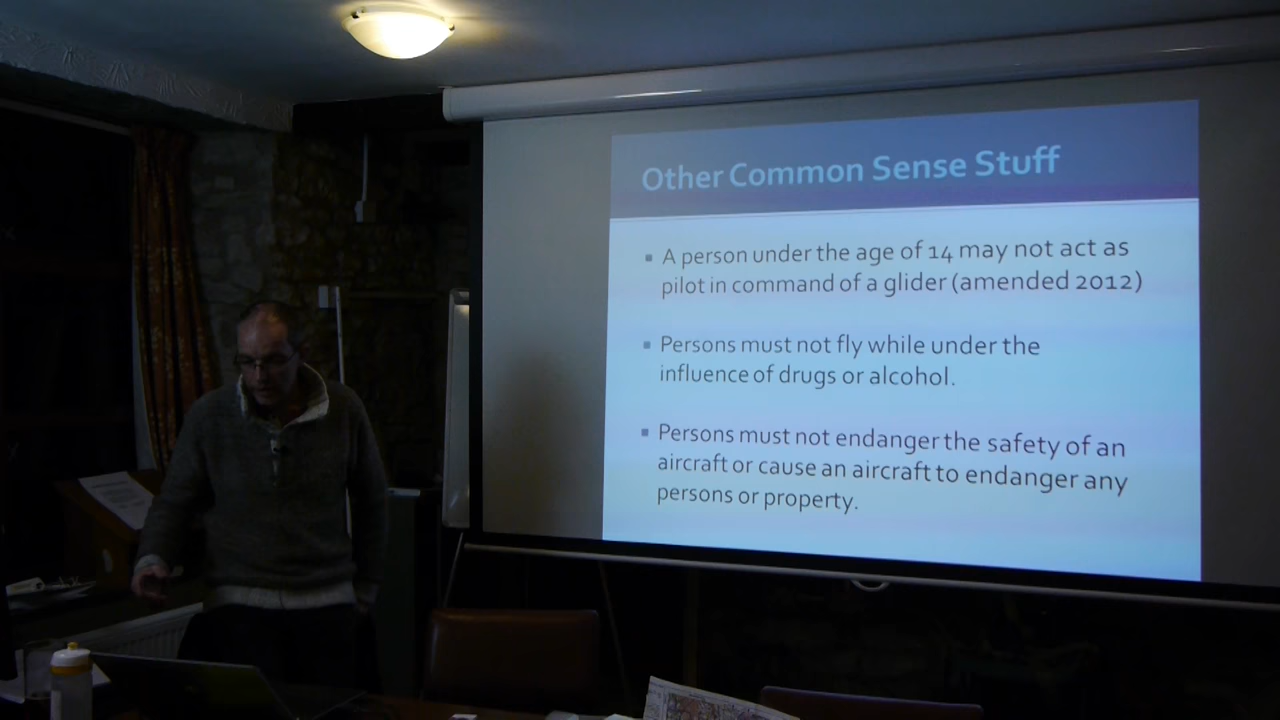 Other Common Sense Stuff
A person under the age of 14 may not act as
pilot in command of a glider (amended 2012)
Persons must not fly while under the
influence of drugs or alcohol.
Persons must not endanger the safety of an
aircraft or cause an aircraft to endanger any
persons or property.